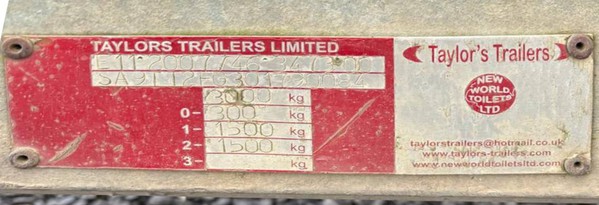 TAYLORS TRAILERS LIMITED
3000 kg
0- 300 kg
1- 1500 kg
2- 1500 kg
3- kg
Taylor's Trailers
NEW
WORLD
TOILETS
LTD
taylorstrailers@hotmail.co.uk
www.taylors-trailers.com
www.newworldtoiletsltd.com